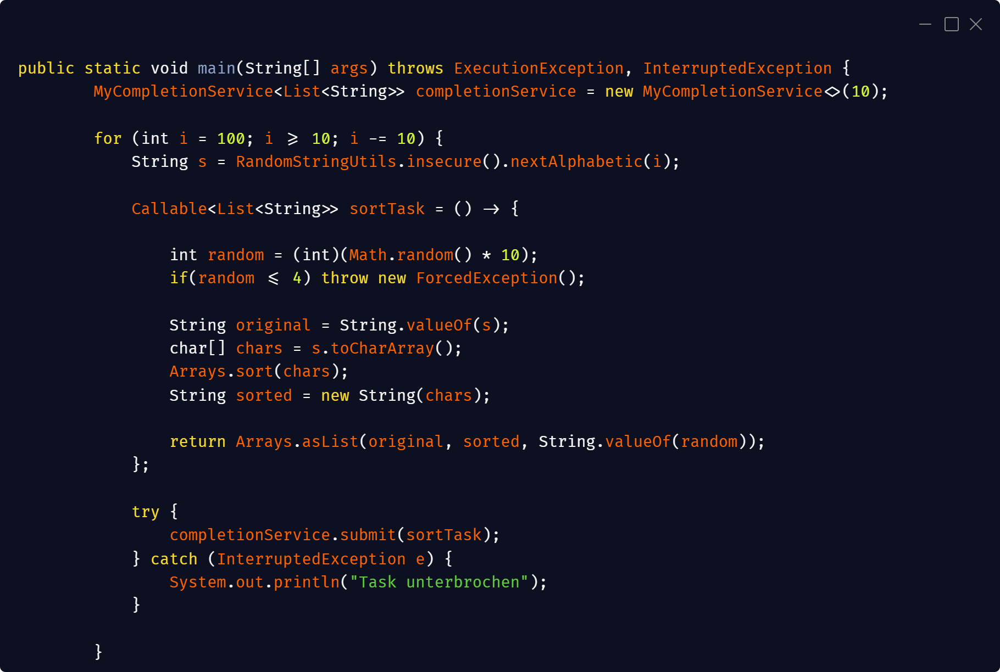 public static void main(String[] args) throws ExecutionException, InterruptedException {
MyCompletionService<List<String>> completionService = new MyCompletionService<>(10);
for (int i = 100; i >= 10; i -= 10) {
String s = RandomStringUtils.insecure().nextAlphabetic(i);
Callable<List<String>> sortTask = () -> {
int random = (int)(Math.random() * 10);
if(random <= 4) throw new ForcedException();
String original = String.valueOf(s);
char[] chars = s.toCharArray();
Arrays.sort(chars);
String sorted = new String(chars);
return Arrays.asList(original, sorted, String.valueOf(random));
};
try {
completionService.submit(sortTask);
} catch (InterruptedException e) {
System.out.println("Task unterbrochen");
}
}